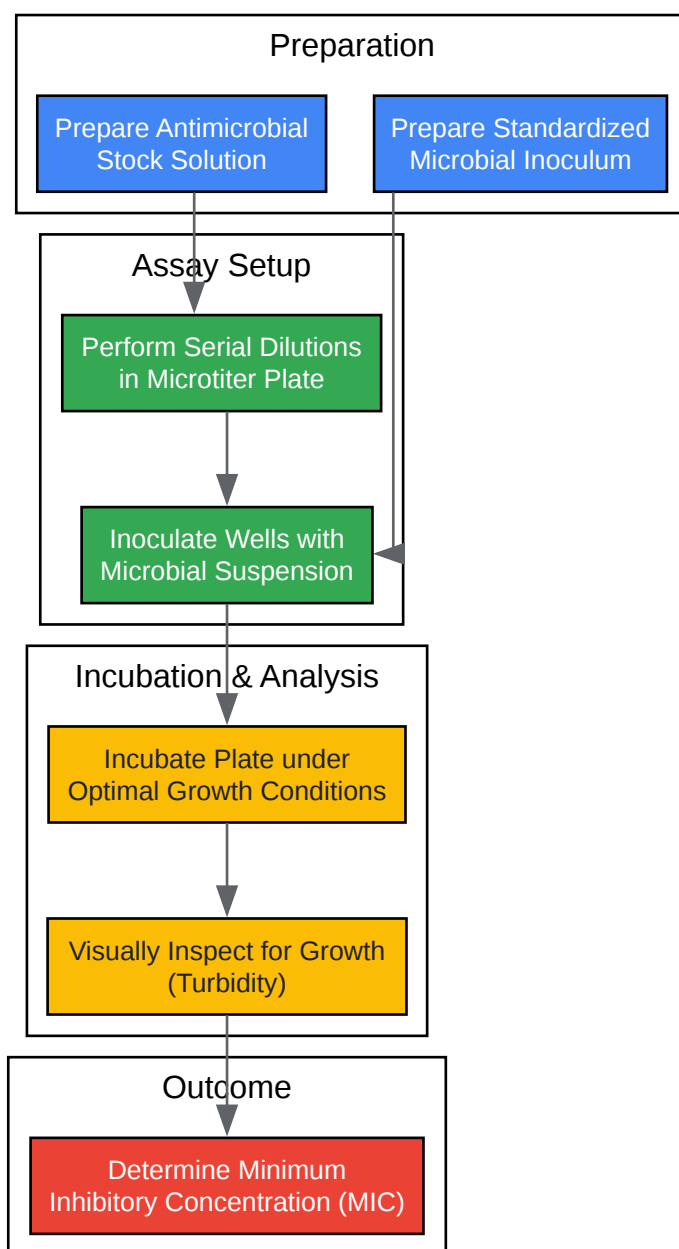 Preparation
Prepare Antimicrobial
Stock Solution
Prepare Standardized
Microbial Inoculum
Assay Setup
Perform Serial Dilutions
in Microtiter Plate
Inoculate Wells with
Microbial Suspension
Incubation & Analysis
Incubate Plate under
Optimal Growth Conditions
Visually Inspect for Growth
(Turbidity)
Outcome
Determine Minimum
Inhibitory Concentration (MIC)